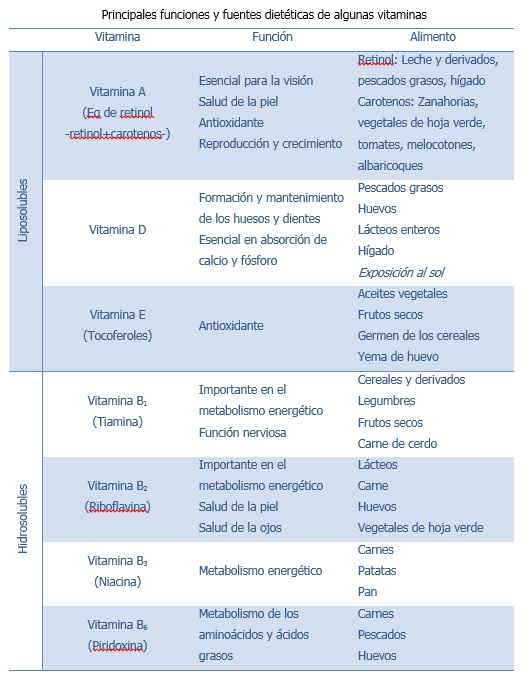 Principales funciones y fuentes dietéticas de algunas vitaminas
Vitamina Función Alimento
Liposolubles
Vitamina A
(Eq de retinol
-retinol+carotenos-)
Esencial para la visión
Salud de la piel
Antioxidante
Reproducción y crecimiento
Retinol: Leche y derivados,
pescados grasos, hígado
Carotenos: Zanahorias,
vegetales de hoja verde,
tomates, melocotones,
albaricoques
Vitamina D
Formación y mantenimiento
de los huesos y dientes
Esencial en absorción de
calcio y fósforo
Pescados grasos
Huevos
Lácteos enteros
Hígado
Exposición al sol
Vitamina E
(Tocoferoles)
Antioxidante
Aceites vegetales
Frutos secos
Germen de los cereales
Yema de huevo
Hidrosolubles
Vitamina B₁
(Tiamina)
Importante en el
metabolismo energético
Función nerviosa
Cereales y derivados
Legumbres
Frutos secos
Carne de cerdo
Vitamina B₂
(Riboflavina)
Importante en el
metabolismo energético
Salud de la piel
Salud de la ojos
Lácteos
Carne
Huevos
Vegetales de hoja verde
Vitamina B₃
(Niacina)
Metabolismo energético
Carnes
Patatas
Pan
Vitamina B₆
(Piridoxina)
Metabolismo de los
aminoácidos y ácidos
grasos
Carnes
Pescados
Huevos